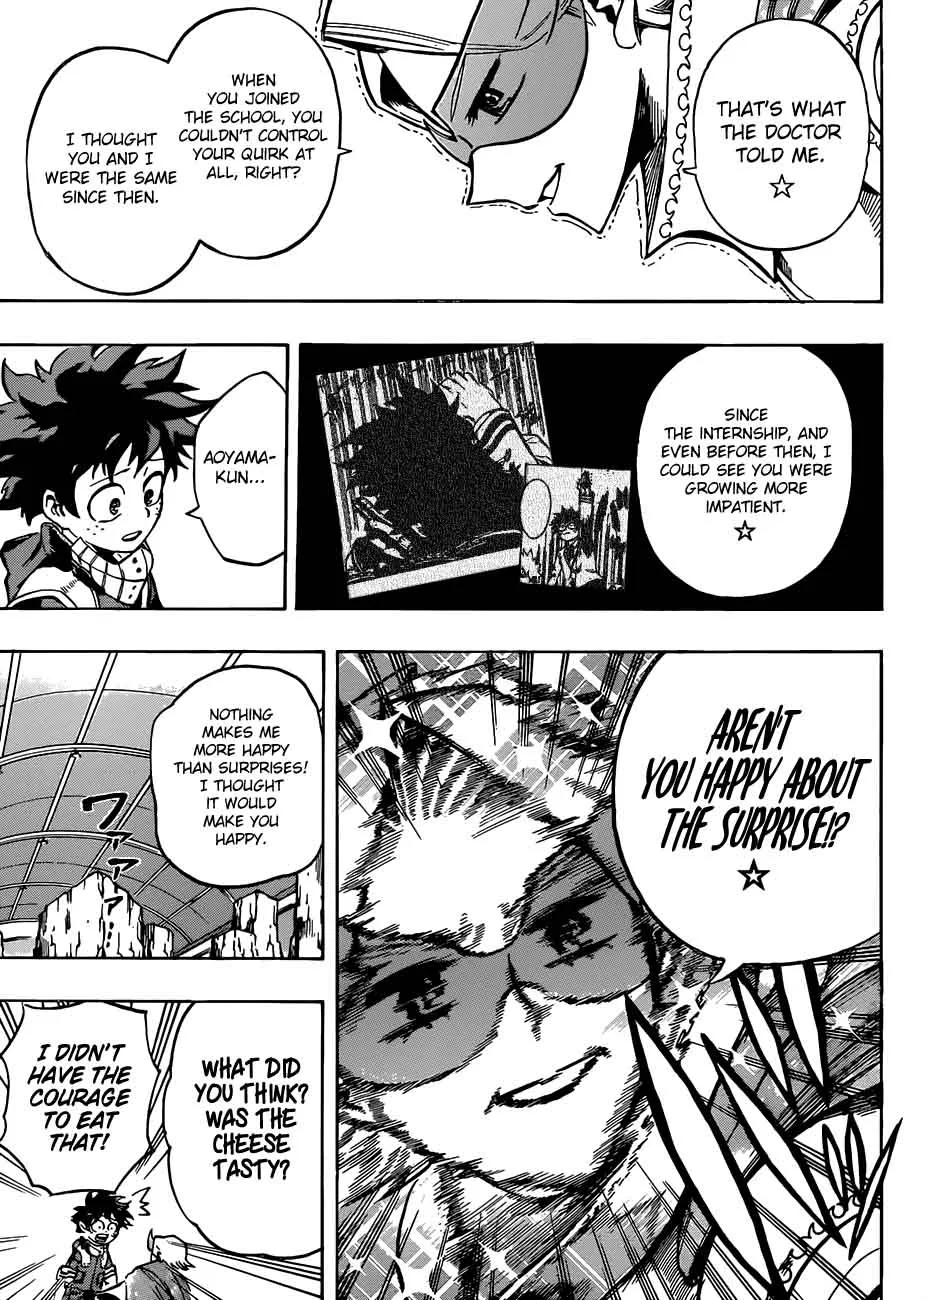 THAT'S WHAT
THE DOCTOR
TOLD ME.
☆
WHEN
YOU JOINED
THE SCHOOL, YOU
COULDN'T CONTROL
YOUR QUIRK AT
ALL, RIGHT?
I THOUGHT
YOU AND I
WERE THE SAME
SINCE THEN.
SINCE
THE INTERNSHIP, AND
EVEN BEFORE THEN, I
COULD SEE YOU WERE
GROWING MORE
IMPATIENT.
☆
AOYAMA-
KUN...
AREN'T
YOU HAPPY ABOUT
THE SURPRISE!?
☆
NOTHING
MAKES ME
MORE HAPPY
THAN SURPRISES!
I THOUGHT
IT WOULD
MAKE YOU
HAPPY.
ワァァ...
WHAT DID
YOU THINK?
WAS THE
CHEESE
TASTY?
I DIDN'T
HAVE THE
COURAGE
TO EAT
THAT!